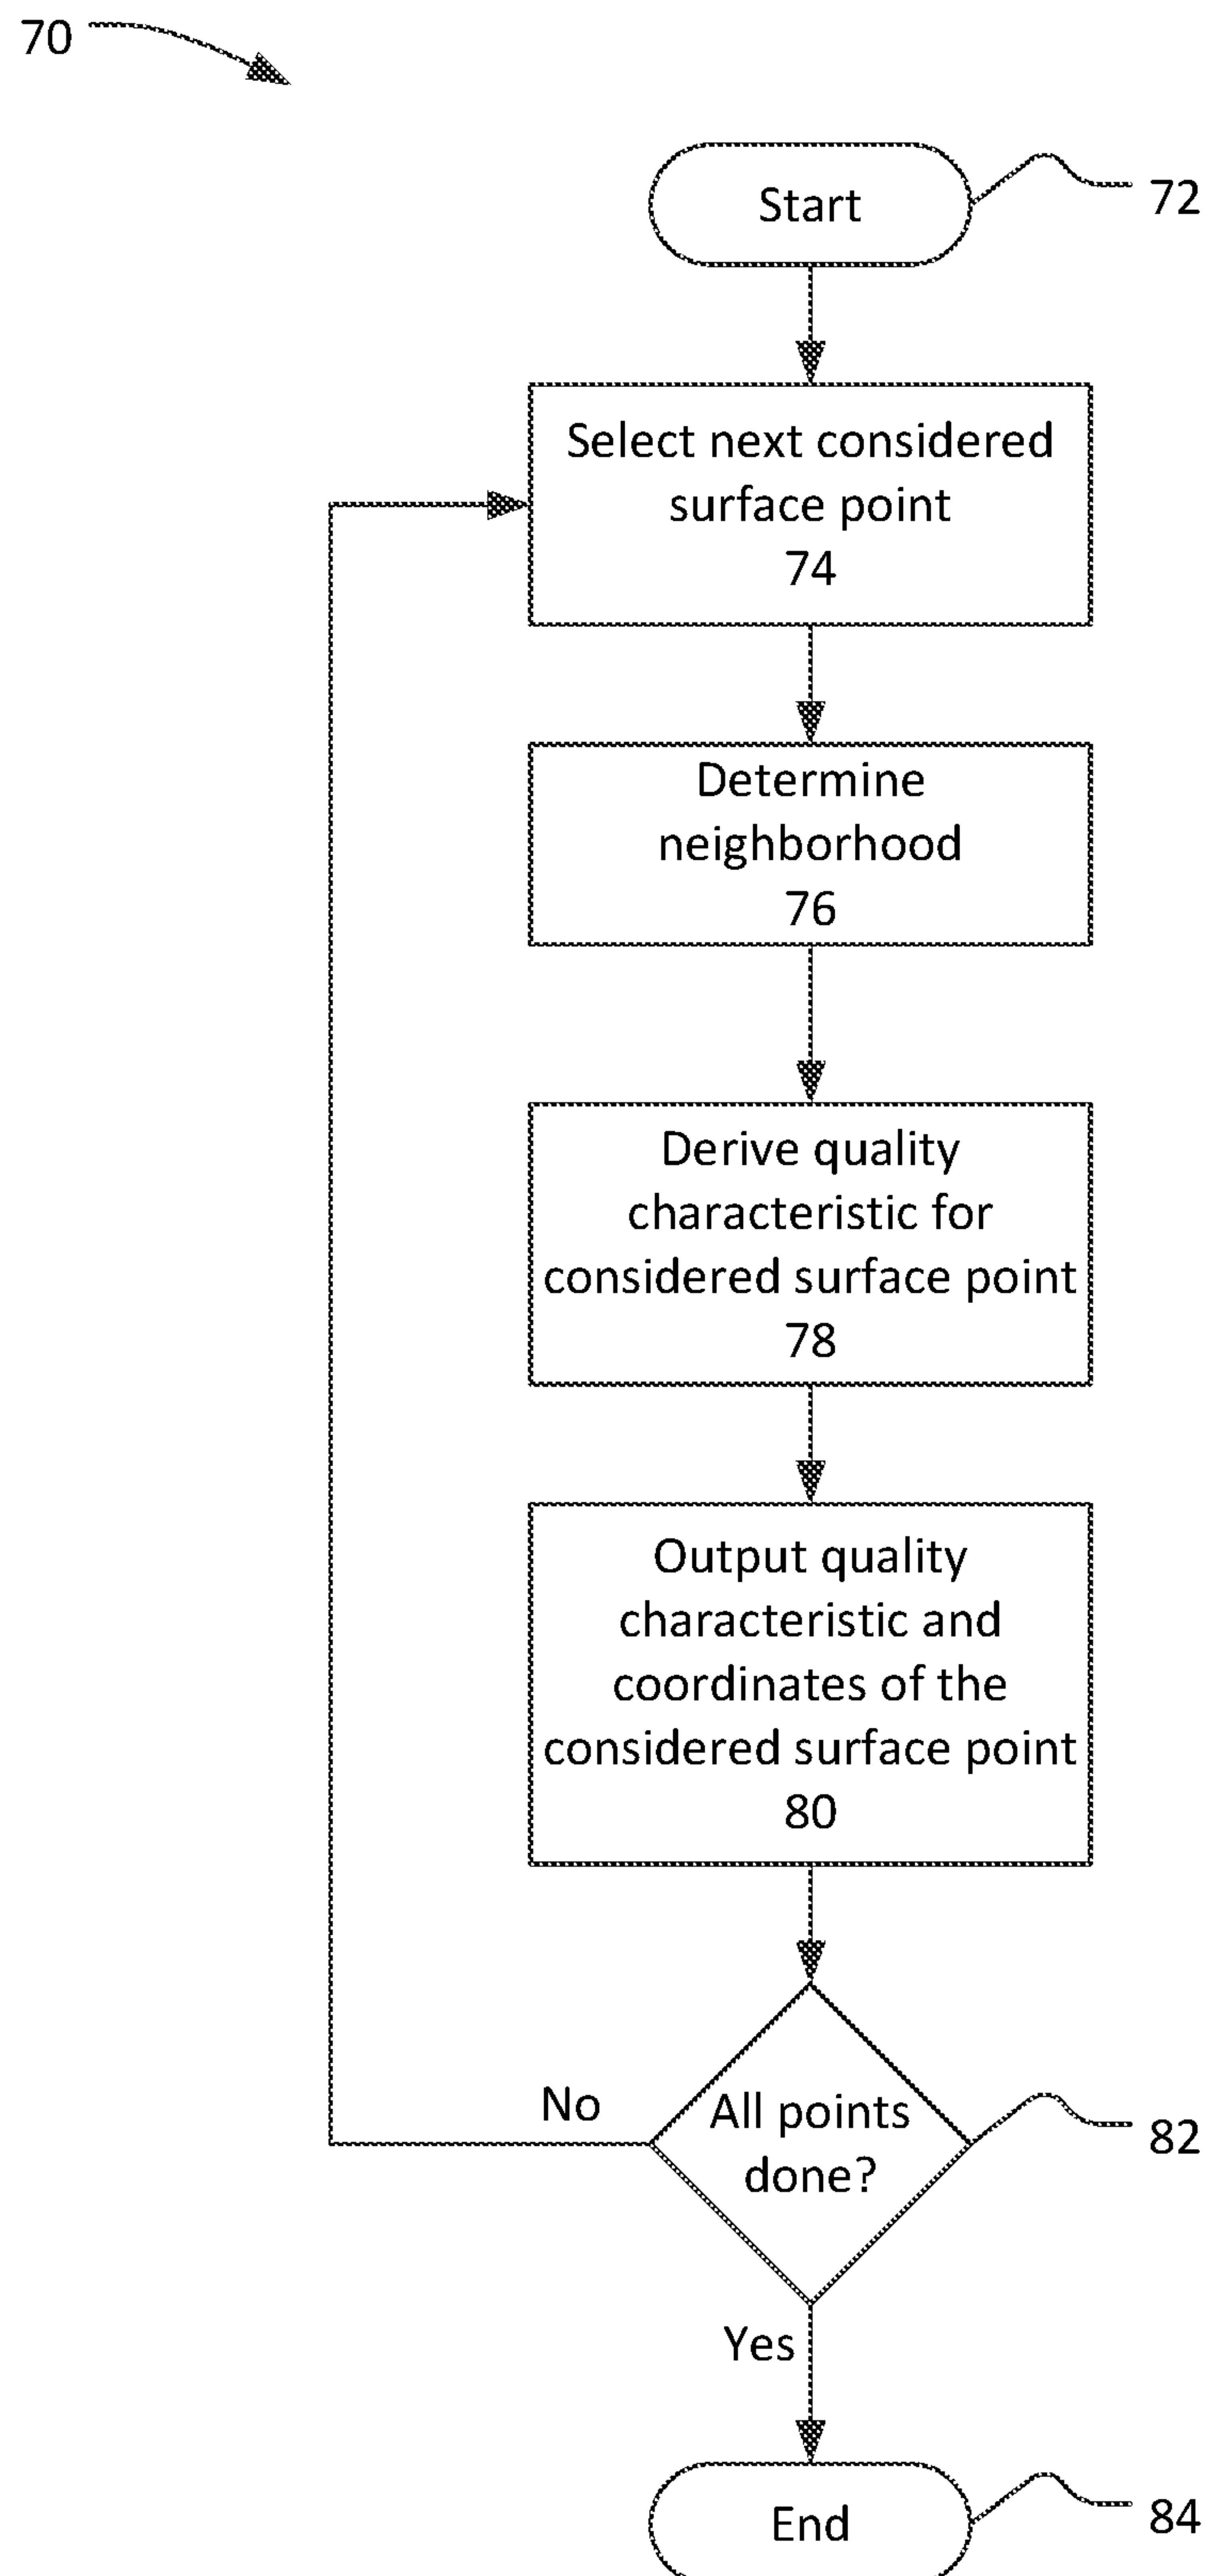 70
Start
72
Select next considered
surface point
74
Determine
neighborhood
76
Derive quality
characteristic for
considered surface point
78
Output quality
characteristic and
coordinates of the
considered surface point
80
No
All points
done?
82
Yes
End
84